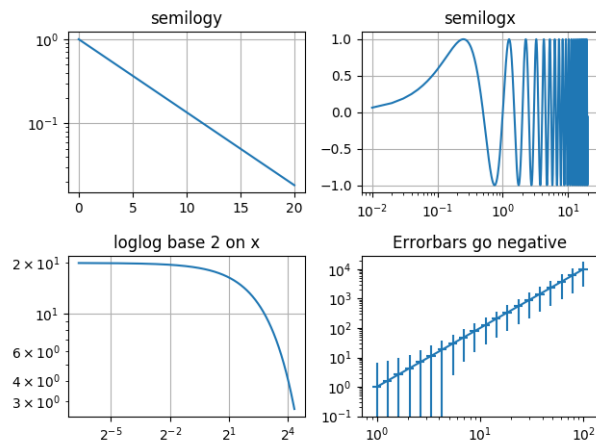 semilogy
10⁰
10⁻¹
0 5 10 15 20
semilogx
1.0
0.5
0.0
−0.5
−1.0
10⁻² 10⁻¹ 10⁰ 10¹
loglog base 2 on x
2 × 10¹
10¹
6 × 10⁰
4 × 10⁰
3 × 10⁰
2⁻⁵ 2⁻² 2¹ 2⁴
Errorbars go negative
10⁴
10³
10²
10¹
10⁰
10⁻¹
10⁰ 10¹ 10²